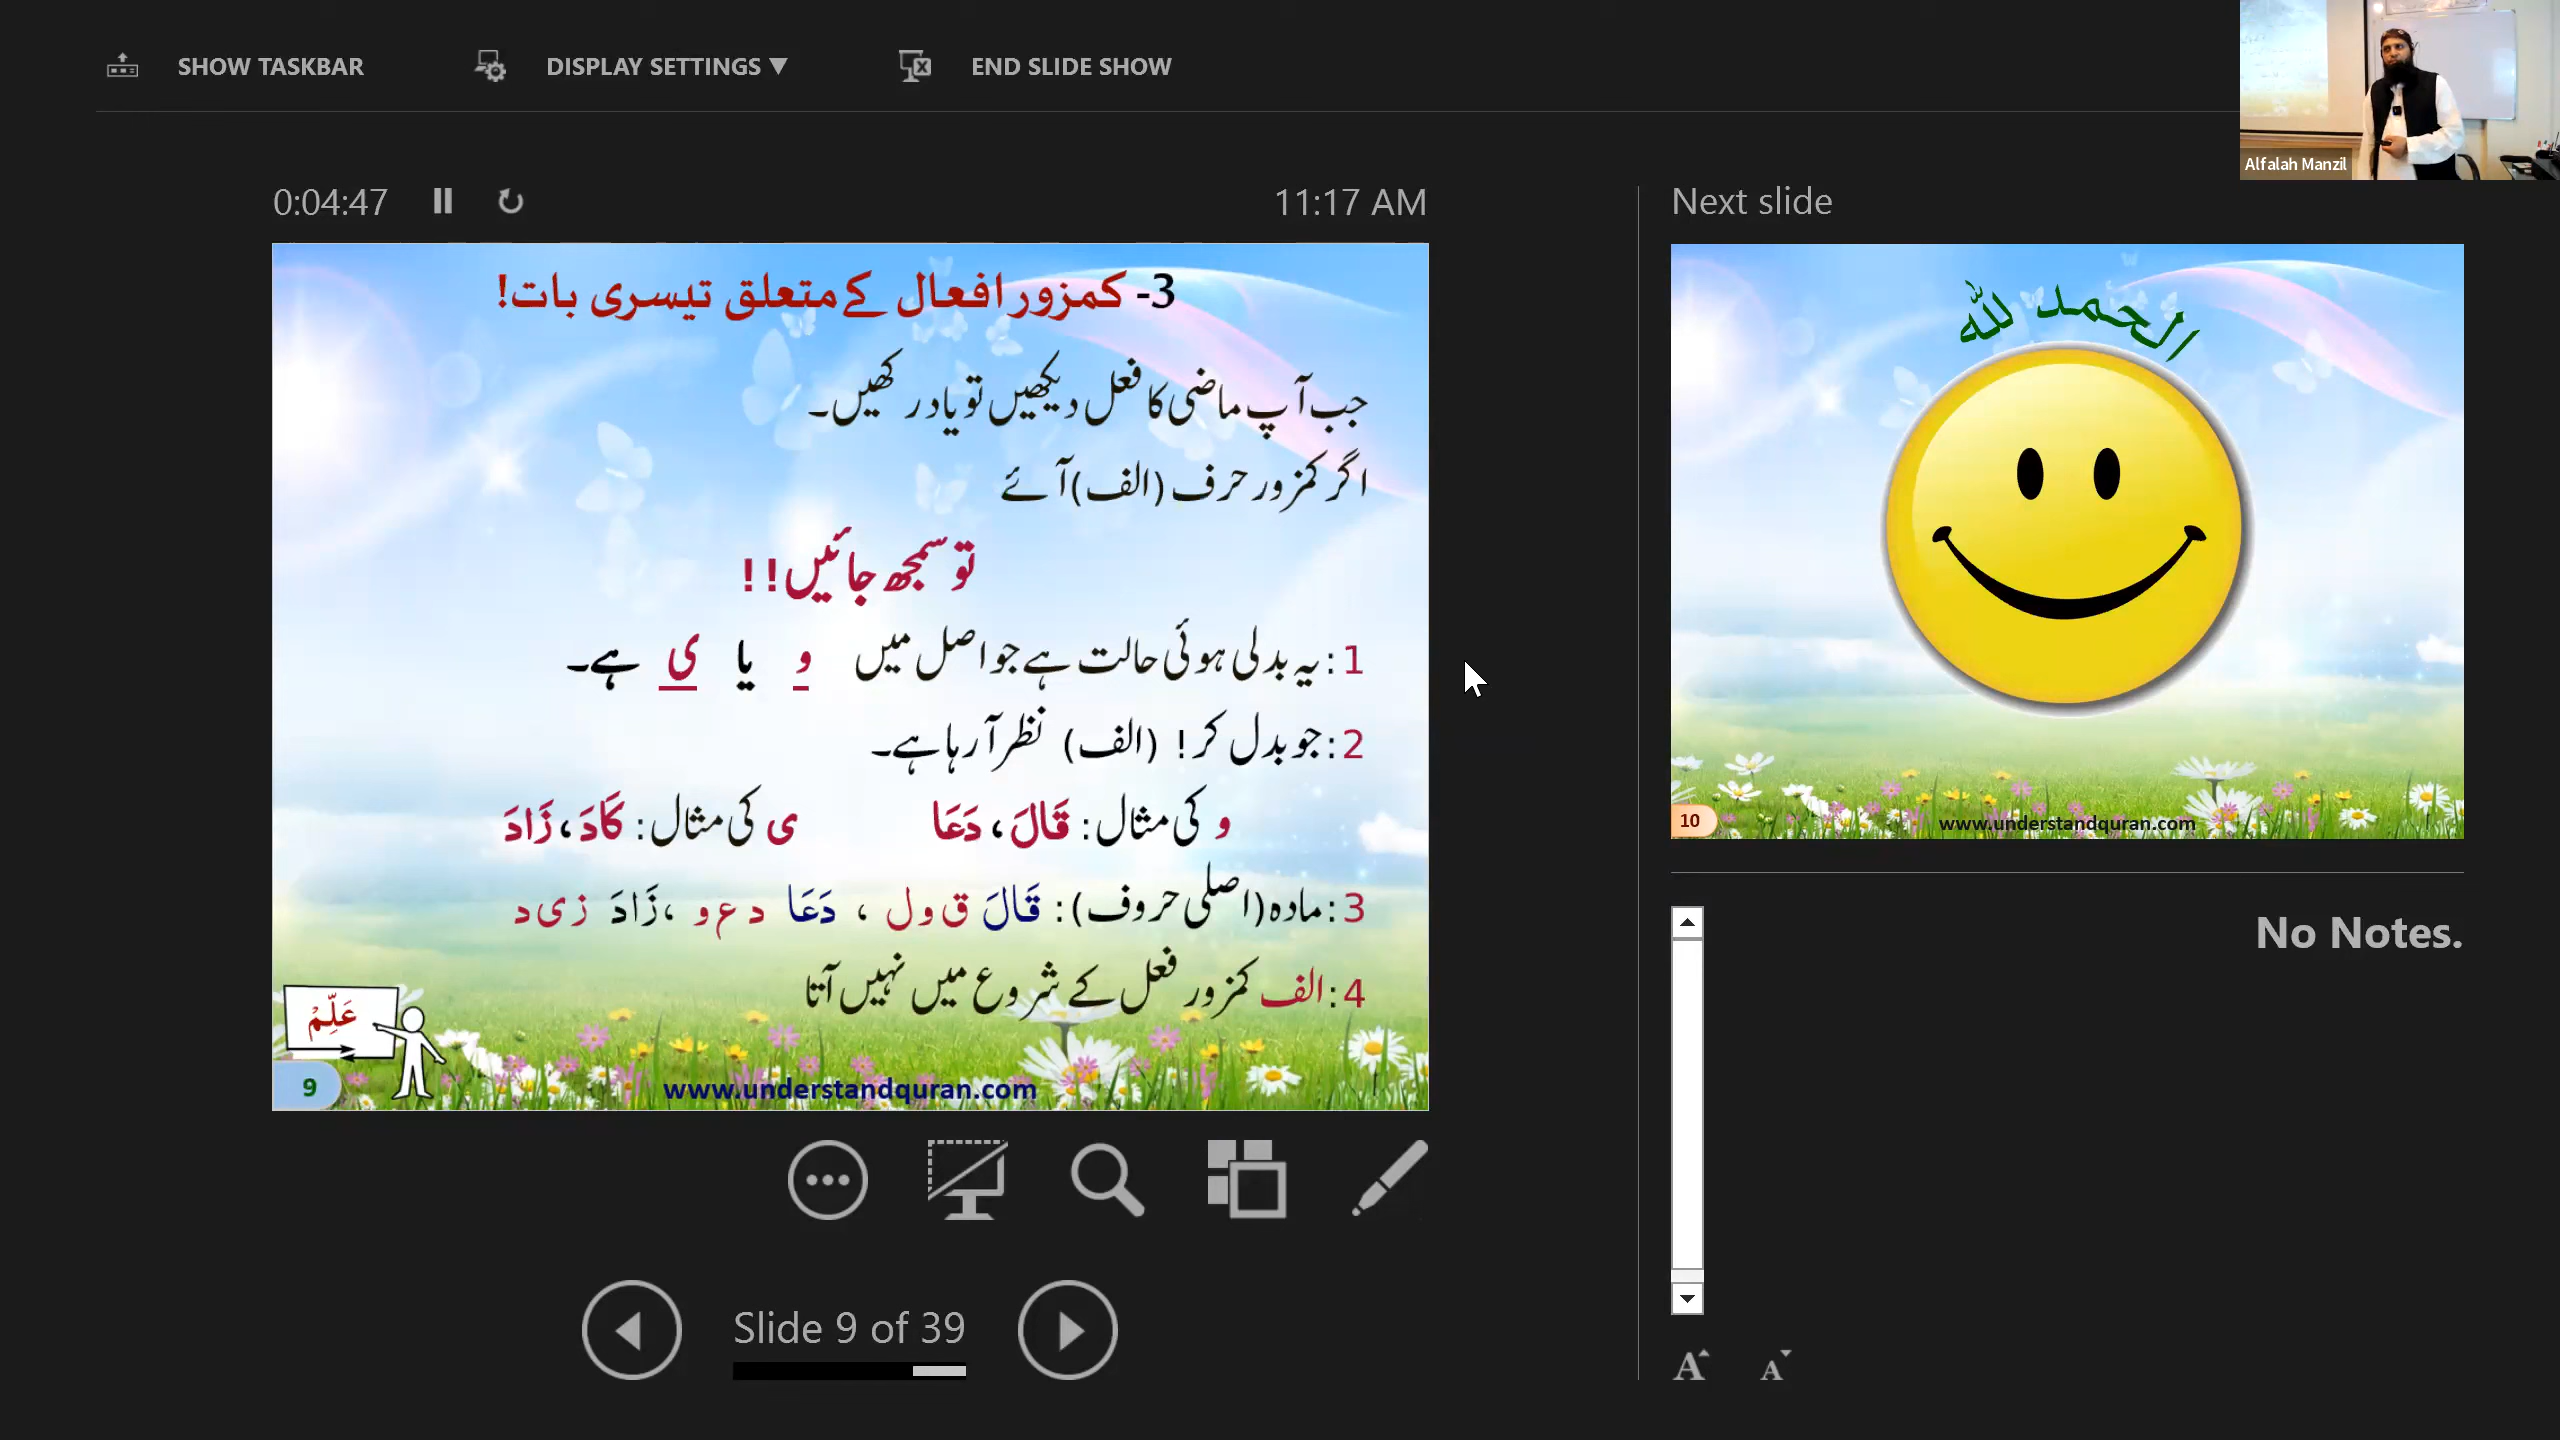 SHOW TASKBAR
DISPLAY SETTINGS ▼
END SLIDE SHOW
Alfalah Manzil
0:04:47
11:17 AM
Next slide
3- کمزور افعال کے متعلق تیسری بات!
جب آپ ماضی کا فعل دیکھیں تو یاد رکھیں۔
اگر کمزور حرف (الف) آئے
تو سمجھ جائیں!!
1: یہ بدلی ہوئی حالت ہے جو اصل میں و یا ی ہے۔
2: جو بدل کر! (الف) نظر آ رہا ہے۔
و کی مثال: قَالَ، دَعَا ی کی مثال: کَادَ، زَادَ
3: مادہ (اصلی حروف): قَالَ ق و ل ، دَعَا د ع و ،زَادَ ز ی د
4: الف کمزور فعل کے شروع میں نہیں آتا
عَلِّمْ
9
www.understandquran.com
الحمد لله
10
www.understandquran.com
No Notes.
Slide 9 of 39
A A